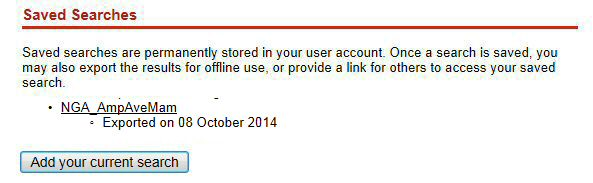 Saved Searches
Saved searches are permanently stored in your user account. Once a search is saved, you
may also export the results for offline use, or provide a link for others to access your saved
search.
• NGA_AmpAveMam
◦ Exported on 08 October 2014
Add your current search